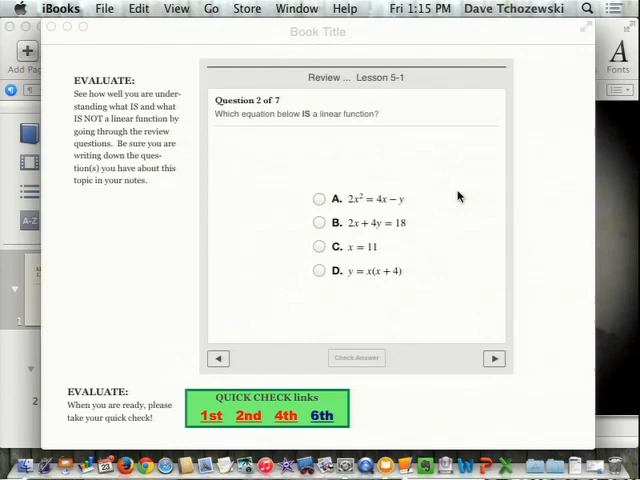 iBooks File Edit View Go Store Window Help Fri 1:15 PM Dave Tchozewski
Book Title
Add Pag
Fonts
EVALUATE:
See how well you are under-
standing what IS and what
IS NOT a linear function by
going through the review
questions. Be sure you are
writing down the ques-
tion(s) you have about this
topic in your notes.
A-Z
1
2
Review ... Lesson 5-1
Question 2 of 7
Which equation below IS a linear function?
A. 2x² = 4x − y
B. 2x + 4y = 18
C. x = 11
D. y = x(x + 4)
Check Answer
EVALUATE:
When you are ready, please
take your quick check!
QUICK CHECK links
1st 2nd 4th 6th